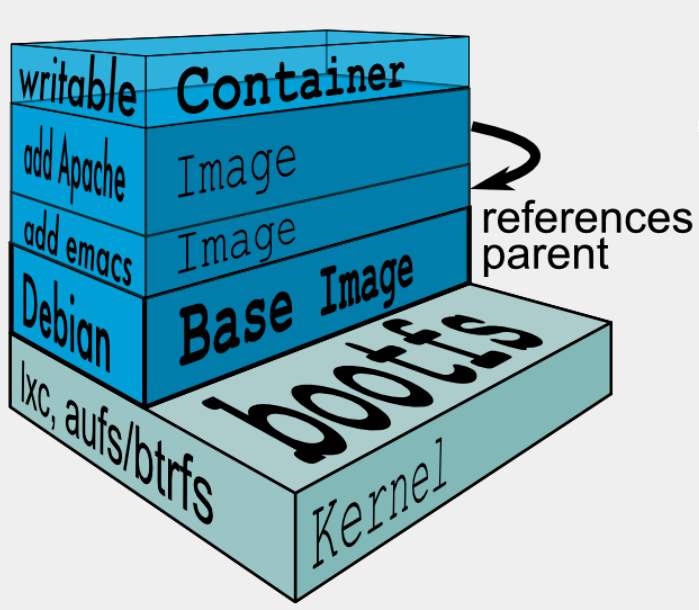 writable Container
add Apache Image
add emacs Image
Debian Base Image
references
parent
bootfs
lxc, aufs/btrfs
Kernel